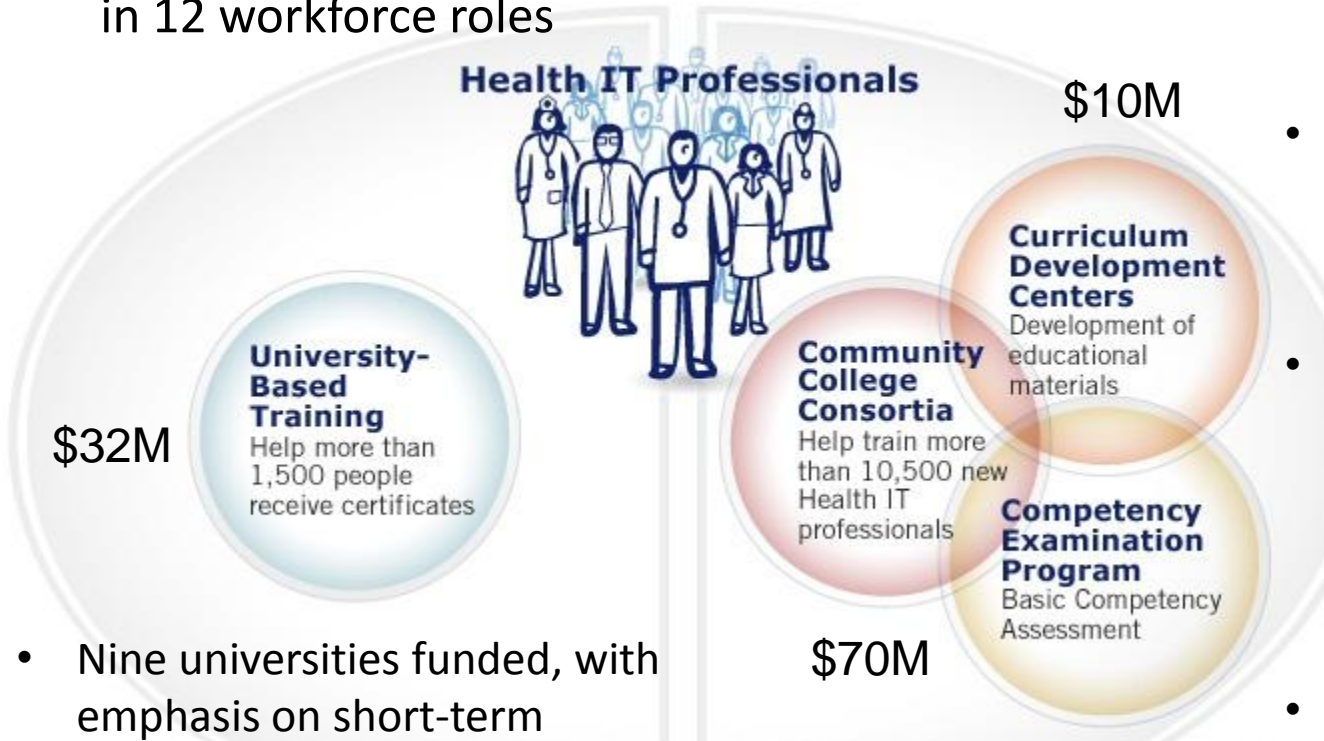 in 12 workforce roles
Health IT Professionals
$10M
•
Curriculum
Development
Centers
Development of
educational
materials
•
University-
Based
Training
Help more than
1,500 people
receive certificates
$32M
Community
College
Consortia
Help train more
than 10,500 new
Health IT
professionals
Competency
Examination
Program
Basic Competency
Assessment
$70M
• Nine universities funded, with
emphasis on short-term
•